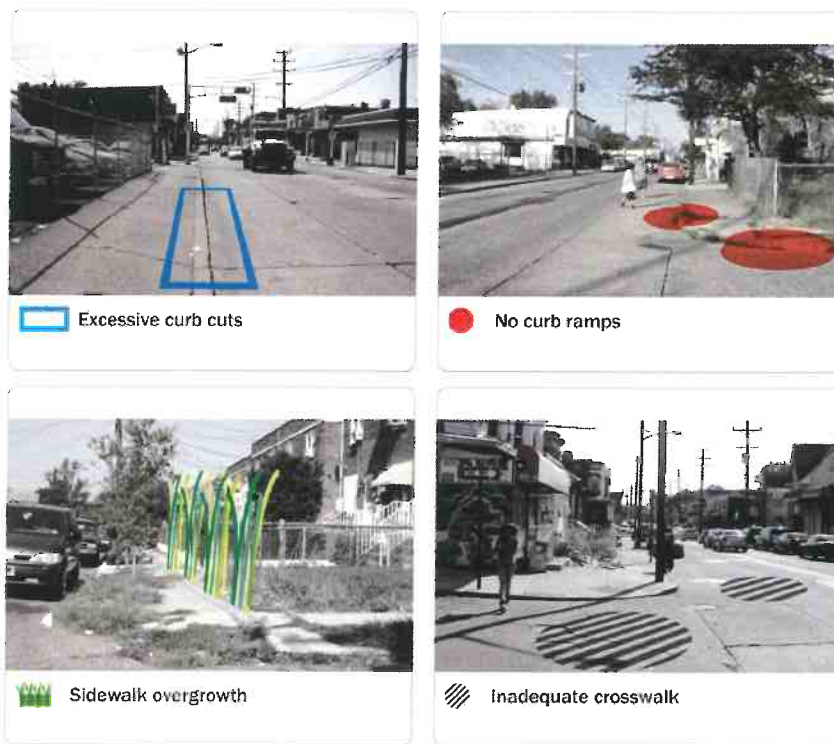 Excessive curb cuts
No curb ramps
Sidewalk overgrowth
Inadequate crosswalk